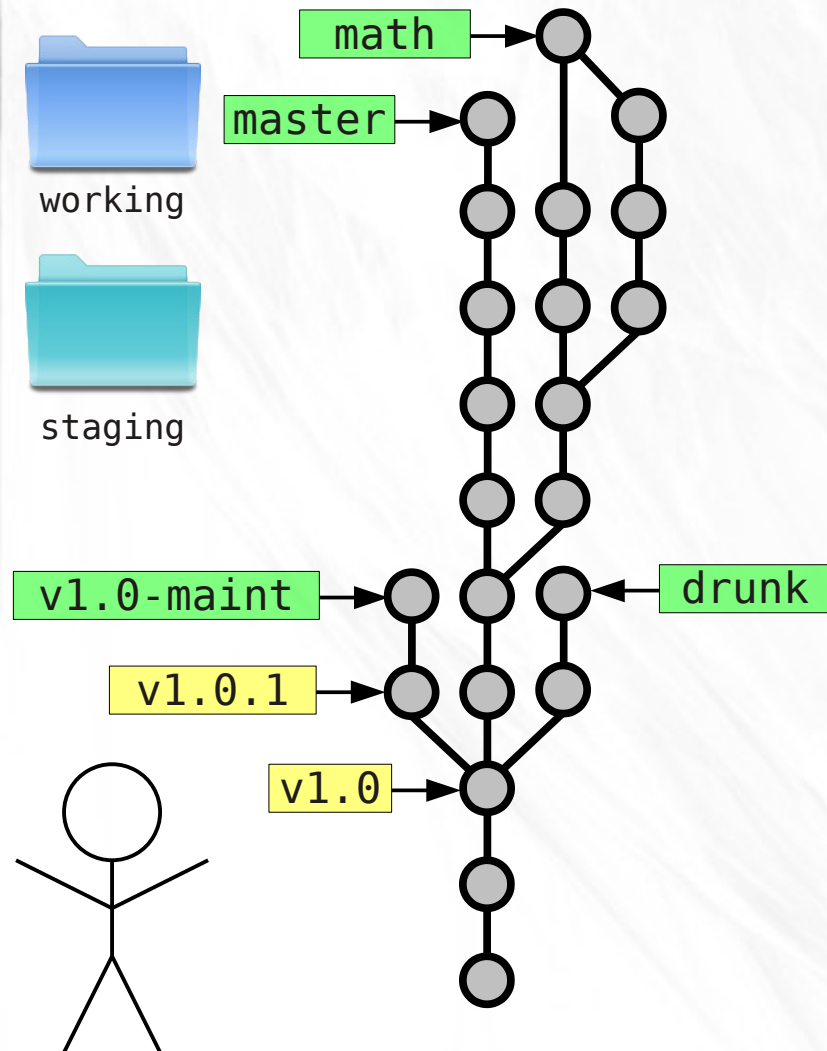 math
master
working
staging
v1.0-maint
drunk
v1.0.1
v1.0